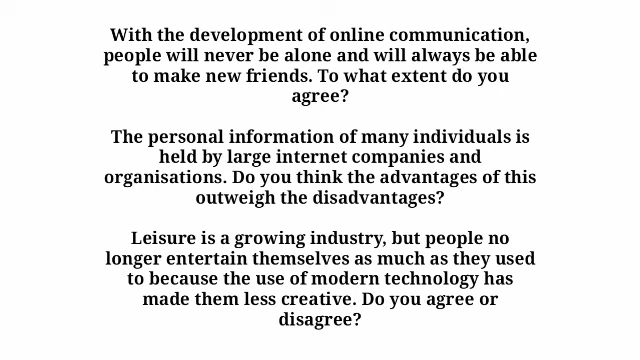 With the development of online communication,
people will never be alone and will always be able
to make new friends. To what extent do you
agree?
The personal information of many individuals is
held by large internet companies and
organisations. Do you think the advantages of this
outweigh the disadvantages?
Leisure is a growing industry, but people no
longer entertain themselves as much as they used
to because the use of modern technology has
made them less creative. Do you agree or
disagree?